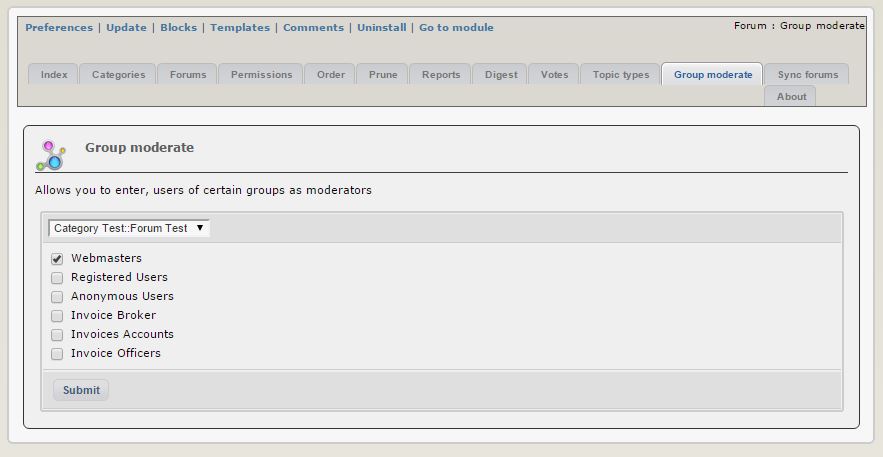 Preferences | Update | Blocks | Templates | Comments | Uninstall | Go to module
Forum : Group moderate
Index Categories Forums Permissions Order Prune Reports Digest Votes Topic types Group moderate Sync forums
About
Group moderate
Allows you to enter, users of certain groups as moderators
Category Test::Forum Test
Webmasters
Registered Users
Anonymous Users
Invoice Broker
Invoices Accounts
Invoice Officers
Submit